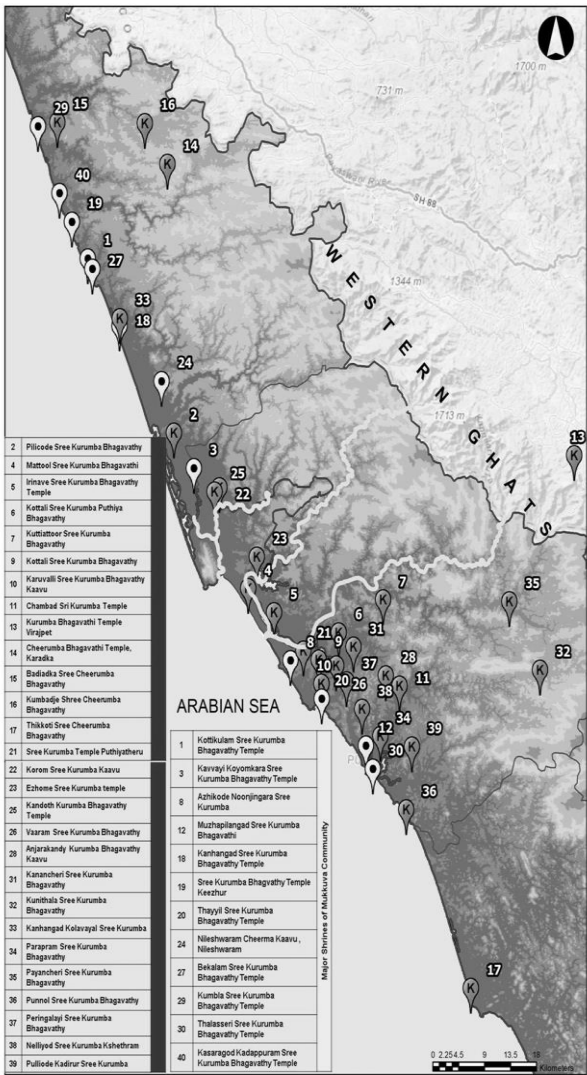 1700 m
731 m
29
15
16
14
40
19
SH 88
1
27
1344 m
WESTERN GHATS
33
18
24
1713 m
2
13
3
25
22
23
4
5
7
35
6
31
21
9
8
32
37
28
10
20
26
38
11
ARABIAN SEA
34
12
39
30
36
17
2 Pilicode Sree Kurumba Bhagavathy
4 Mattool Sree Kurumba Bhagavathi
5 Irinave Sree Kurumba Bhagavathy
Temple
6 Kottali Sree Kurumba Puthiya
Bhagavathy
7 Kuttiattoor Sree Kurumba
Bhagavathy
9 Kottali Sree Kurumba Bhagavathy
10 Karuvalli Sree Kurumba Bhagavathy
Kaavu
11 Chambad Sri Kurumba Temple
13 Kurumba Bhagavathi Temple
Virajpet
14 Cheerumba Bhagavathi Temple,
Karadka
15 Badiadka Sree Cheerumba
Bhagavathy
16 Kumbadje Shree Cheerumba
Bhagavathy
17 Thikkoti Sree Cheerumba
Bhagavathy
21 Sree Kurumba Temple Puthiyatheru
22 Korom Sree Kurumba Kaavu
23 Ezhome Sree Kurumba temple
25 Kandoth Kurumba Bhagavathy
Temple
26 Vaaram Sree Kurumba Bhagavathy
28 Anjarakandy Kurumba Bhagavathy
Kaavu
31 Kanancheri Sree Kurumba
Bhagavathy
32 Kunithala Sree Kurumba
Bhagavathy
33 Kanhangad Kolavayal Sree Kurumba
34 Parapram Sree Kurumba
Bhagavathy
35 Payancheri Sree Kurumba
Bhagavathy
36 Punnol Sree Kurumba Bhagavathy
37 Peringalayi Sree Kurumba
Bhagavathy
38 Nelliyod Sree Kurumba Kshethram
39 Pulliode Kadirur Sree Kurumba
1 Kottikulam Sree Kurumba
Bhagavathy Temple
3 Kavvayi Koyomkara Sree
Kurumba Bhagavathy Temple
8 Azhikode Noonjingara Sree
Kurumba
12 Muzhapilangad Sree Kurumba
Bhagavathi
18 Kanhangad Sree Kurumba
Bhagavathy Temple
19 Sree Kurumba Bhagvathy Temple
Keezhur
20 Thayyil Sree Kurumba
Bhagavathy Temple
24 Nileshwaram Cheerma Kaavu ,
Nileshwaram
27 Bekalam Sree Kurumba
Bhagavathy Temple
29 Kumbla Sree Kurumba
Bhagavathy Temple
30 Thalasseri Sree Kurumba
Bhagavathy Temple
40 Kasaragod Kadappuram Sree
Kurumba Bhagavathy Temple
Major Shrines of Mukkuva Community
0 2.25 4.5 9 13.5 18
Kilometers